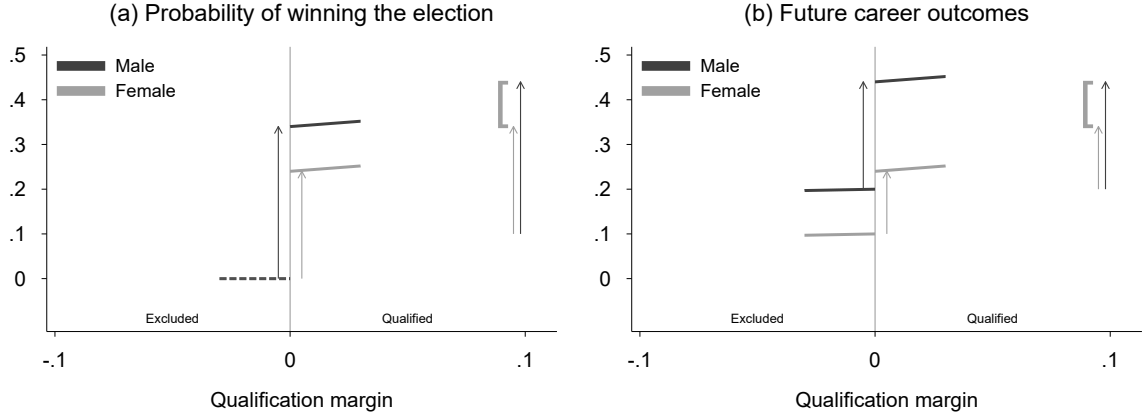 (a) Probability of winning the election
.5
.4
.3
.2
.1
0
Male
Female
Excluded
Qualified
-.1
0
.1
Qualification margin
(b) Future career outcomes
.5
.4
.3
.2
.1
0
Male
Female
Excluded
Qualified
-.1
0
.1
Qualification margin